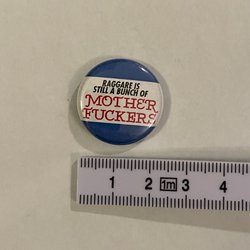 RAGGARE IS
STILL A BUNCH OF
MOTHER
FUCKERS
1 2 1m 3 4